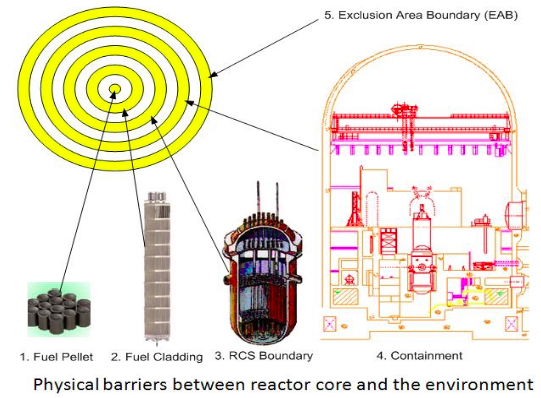 5. Exclusion Area Boundary (EAB)
1. Fuel Pellet
2. Fuel Cladding
3. RCS Boundary
4. Containment
Physical barriers between reactor core and the environment